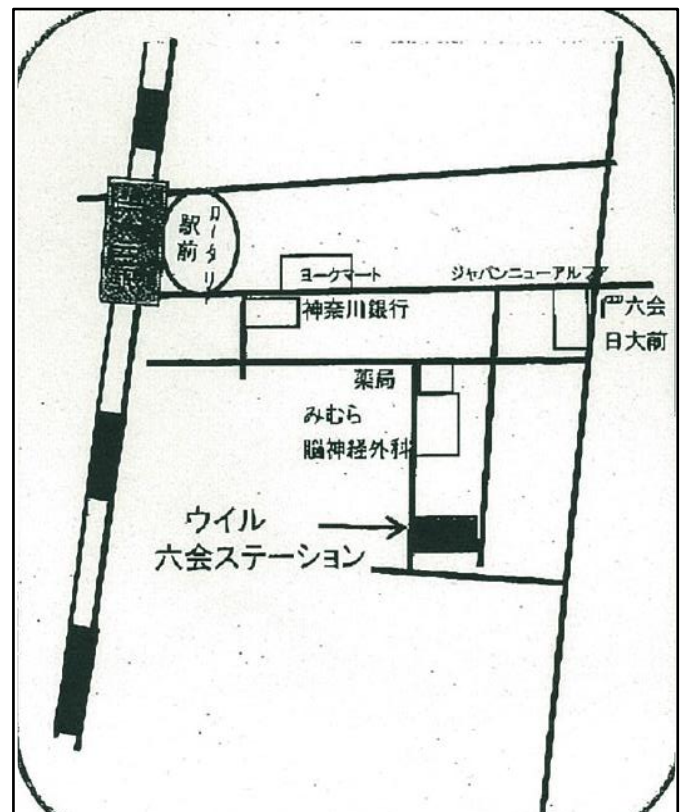 駅前
ロータリー
ヨークマート
ジャパンニューアルファ
神奈川銀行
六会
日大前
薬局
みむら
脳神経外科
ウイル
六会ステーション